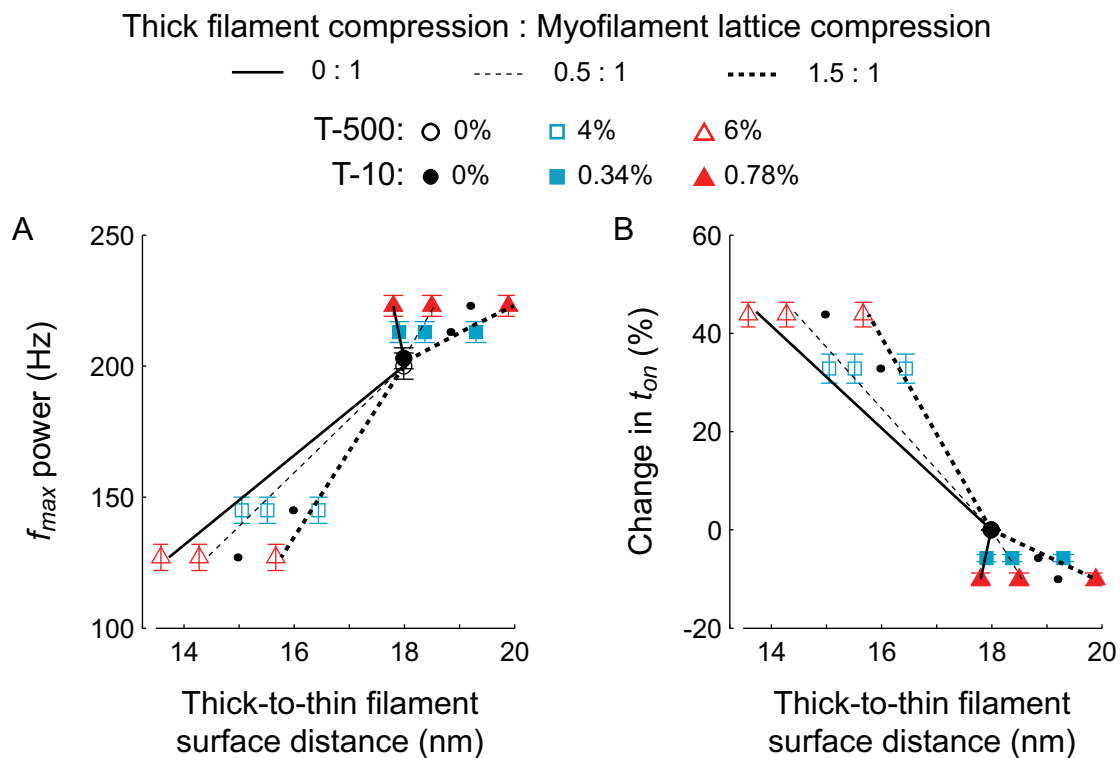 Thick filament compression : Myofilament lattice compression
0 : 1 0.5 : 1 1.5 : 1
T-500: 0% 4% 6%
T-10: 0% 0.34% 0.78%
A
250
200
150
100
fmax power (Hz)
14 16 18 20
Thick-to-thin filament
surface distance (nm)
B
60
40
20
0
-20
Change in ton (%)
14 16 18 20
Thick-to-thin filament
surface distance (nm)